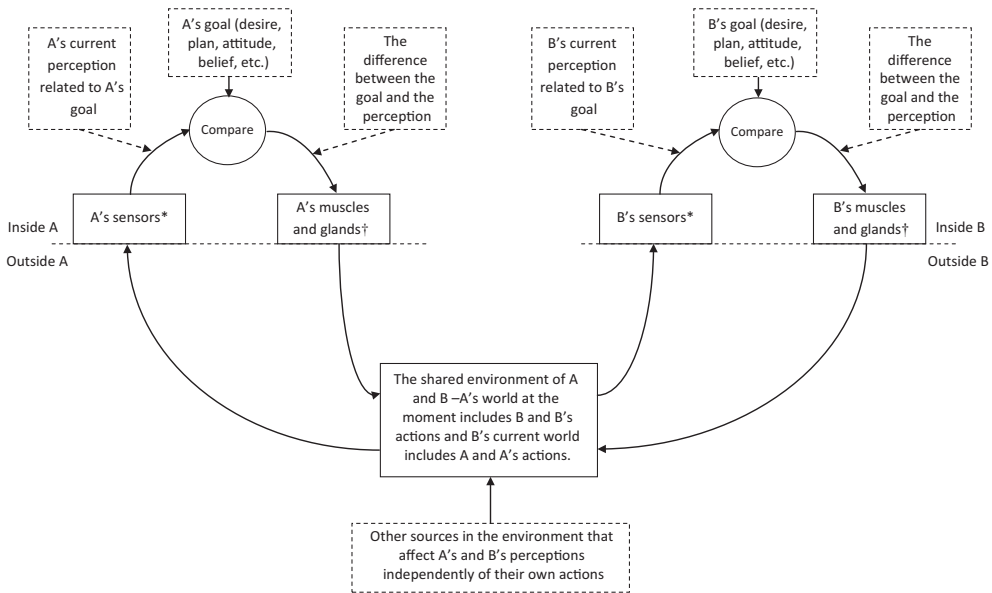 A's goal (desire,
plan, attitude,
belief, etc.)
A's current
perception
related to A's
goal
The
difference
between the
goal and the
perception
Compare
A's sensors*
A's muscles
and glands†
Inside A
Outside A
B's goal (desire,
plan, attitude,
belief, etc.)
B's current
perception
related to B's
goal
The
difference
between the
goal and the
perception
Compare
B's sensors*
B's muscles
and glands†
Inside B
Outside B
The shared environment of A
and B –A's world at the
moment includes B and B's
actions and B's current world
includes A and A's actions.
Other sources in the environment that
affect A's and B's perceptions
independently of their own actions